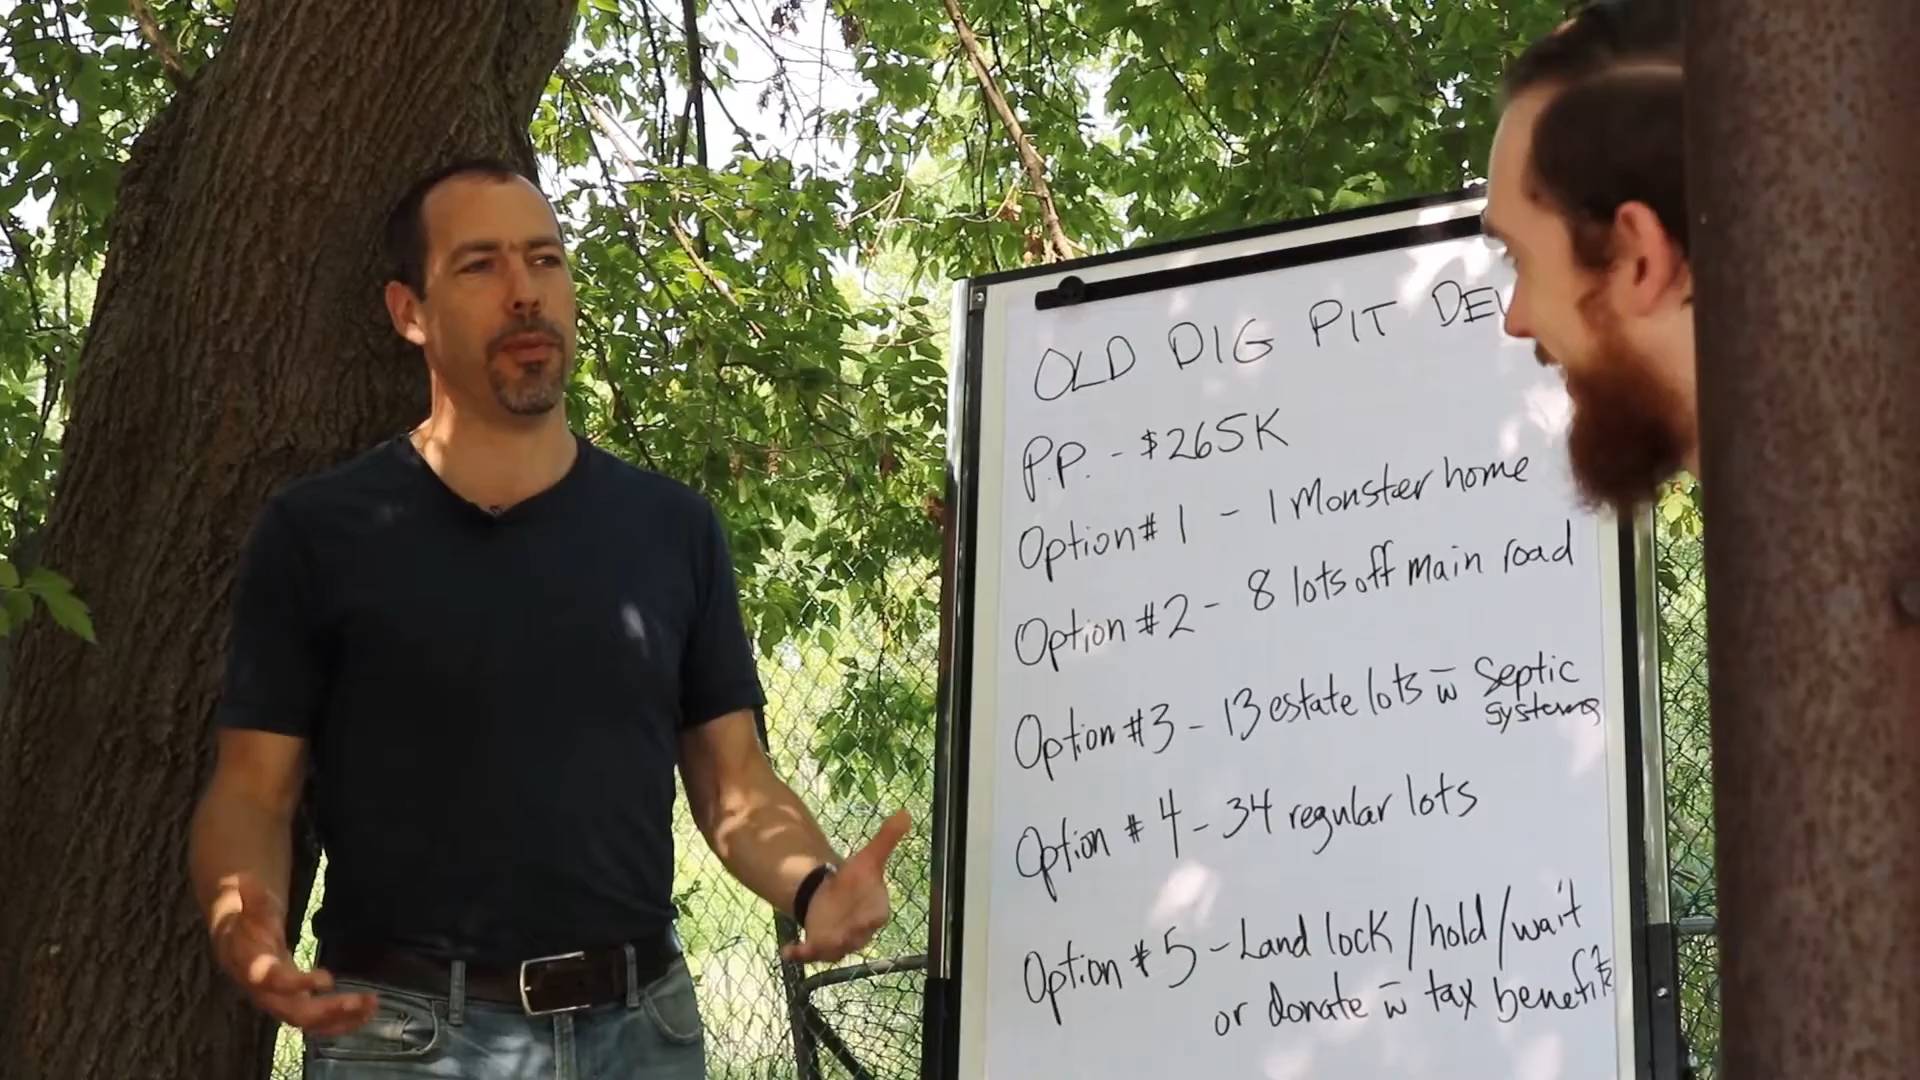 OLD DIG PIT DEV
P.P. - $265K
Option #1 - 1 Monster home
Option #2 - 8 lots off main road
Option #3 - 13 estate lots w̄ Septic
systems
Option #4 - 34 regular lots
Option #5 - Land lock / hold / wait
or donate w̄ tax benefits